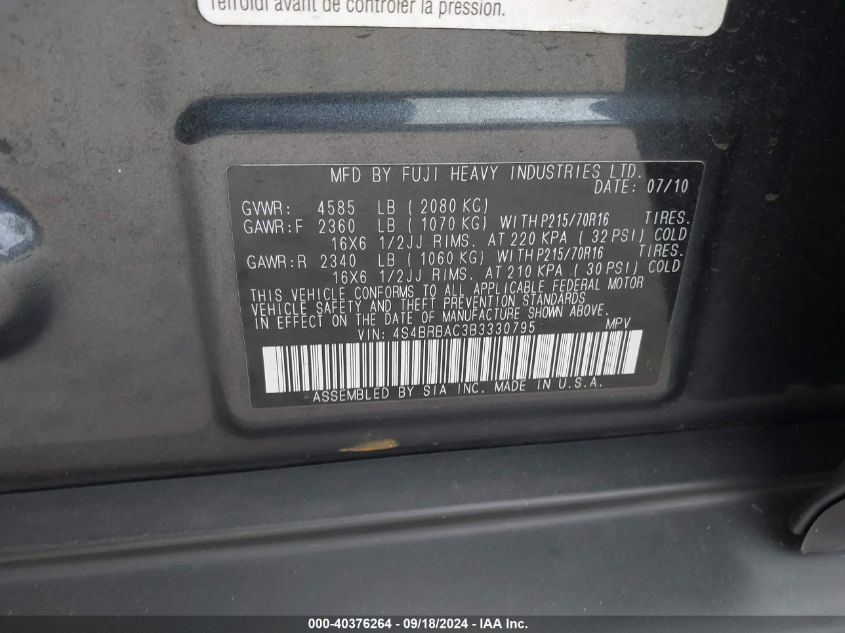 refroidi avant de contrôler la pression.
MFD BY FUJI HEAVY INDUSTRIES LTD.
DATE: 07/10
GVWR: 4585 LB ( 2080 KG)
GAWR:F 2360 LB ( 1070 KG) WITH P215/70R16 TIRES.
16X6 1/2JJ RIMS. AT 220 KPA ( 32 PSI) COLD
GAWR:R 2340 LB ( 1060 KG) WITH P215/70R16 TIRES.
16X6 1/2JJ RIMS. AT 210 KPA ( 30 PSI) COLD
THIS VEHICLE CONFORMS TO ALL APPLICABLE FEDERAL MOTOR
VEHICLE SAFETY AND THEFT PREVENTION STANDARDS
IN EFFECT ON THE DATE OF MANUFACTURE SHOWN ABOVE.
VIN: 4S4BRBAC3B3330795 MPV
ASSEMBLED BY SIA INC. MADE IN U.S.A.
000-40376264 - 09/18/2024 - IAA Inc.